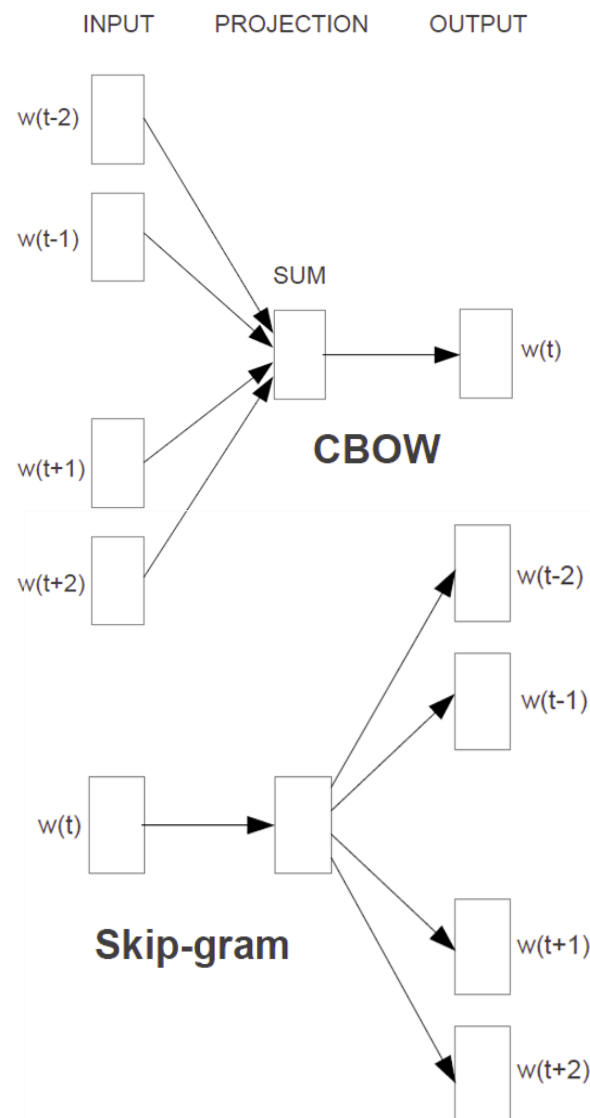 INPUT PROJECTION OUTPUT
w(t-2)
w(t-1)
SUM
w(t)
CBOW
w(t+1)
w(t+2)
w(t-2)
w(t-1)
w(t)
Skip-gram
w(t+1)
w(t+2)